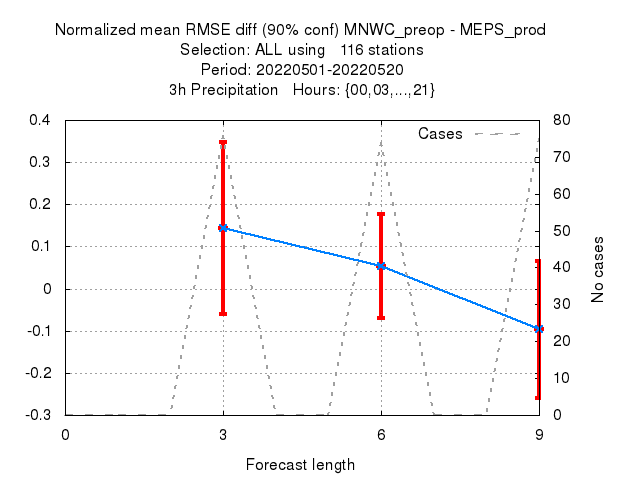 Normalized mean RMSE diff (90% conf) MNWC_preop - MEPS_prod
Selection: ALL using   116 stations
Period: 20220501-20220520
3h Precipitation   Hours: {00,03,...,21}
Cases
0.4
0.3
0.2
0.1
0
-0.1
-0.2
-0.3
80
70
60
50
40
30
20
10
0
No cases
0 3 6 9
Forecast length